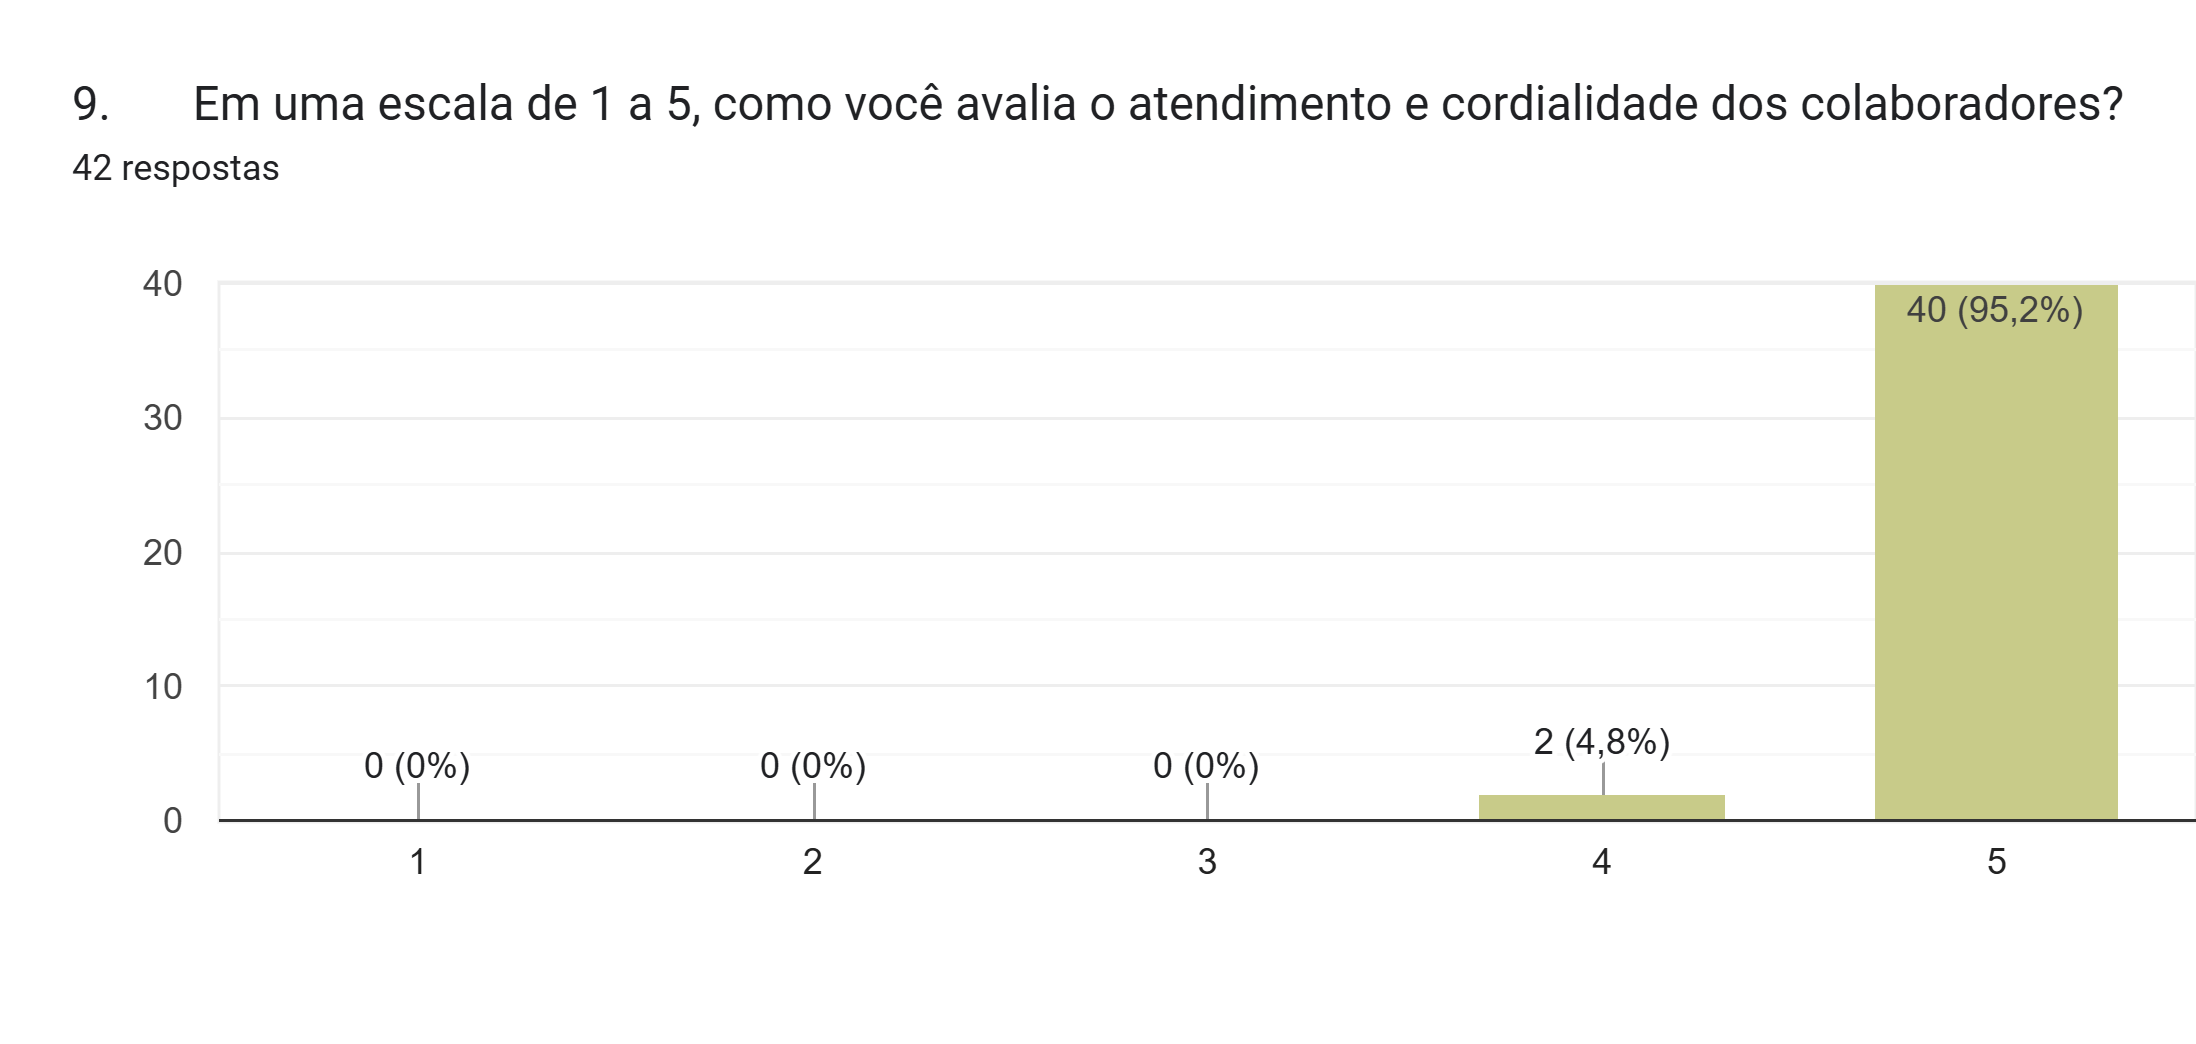 9. Em uma escala de 1 a 5, como você avalia o atendimento e cordialidade dos colaboradores?
42 respostas
40
40 (95,2%)
30
20
10
2 (4,8%)
0 (0%) 0 (0%) 0 (0%)
0
1 2 3 4 5